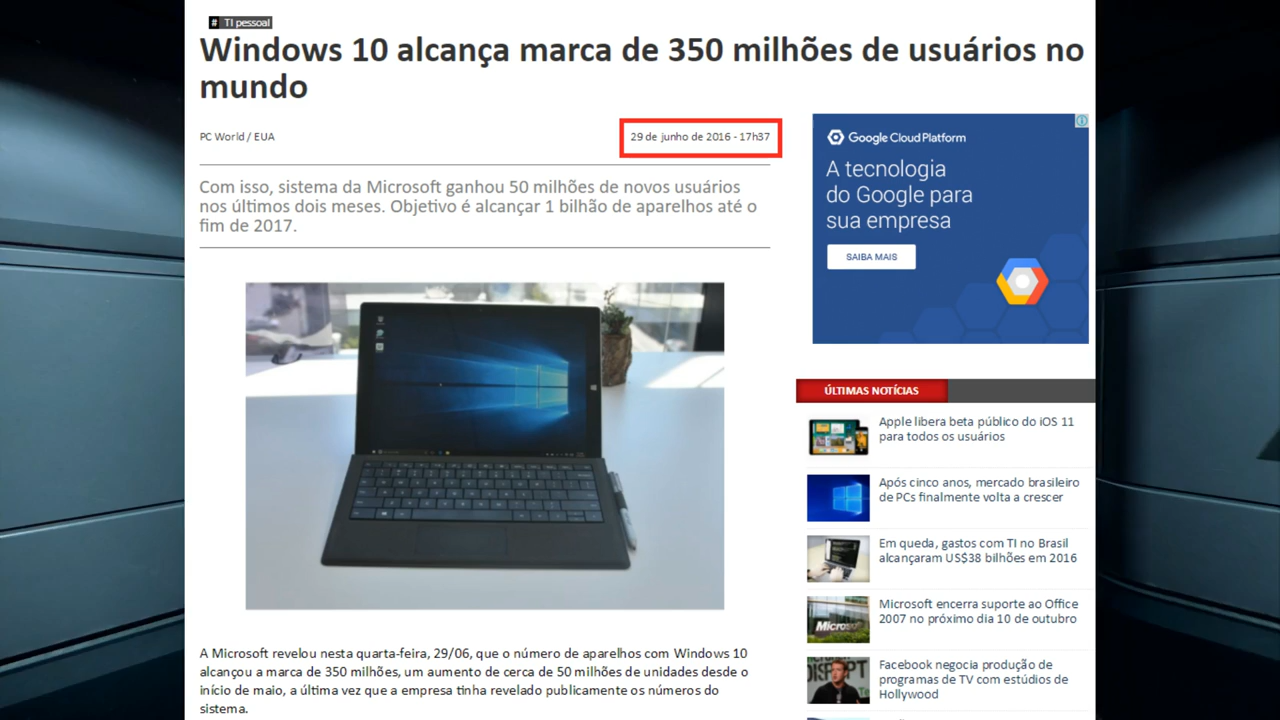 # TI pessoal
Windows 10 alcança marca de 350 milhões de usuários no
mundo
PC World / EUA
29 de junho de 2016 - 17h37
Com isso, sistema da Microsoft ganhou 50 milhões de novos usuários
nos últimos dois meses. Objetivo é alcançar 1 bilhão de aparelhos até o
fim de 2017.
A Microsoft revelou nesta quarta-feira, 29/06, que o número de aparelhos com Windows 10
alcançou a marca de 350 milhões, um aumento de cerca de 50 milhões de unidades desde o
início de maio, a última vez que a empresa tinha revelado publicamente os números do
sistema.
Google Cloud Platform
A tecnologia
do Google para
sua empresa
SAIBA MAIS
ÚLTIMAS NOTÍCIAS
Apple libera beta público do iOS 11
para todos os usuários
Após cinco anos, mercado brasileiro
de PCs finalmente volta a crescer
Em queda, gastos com TI no Brasil
alcançaram US$38 bilhões em 2016
Microsoft encerra suporte ao Office
2007 no próximo dia 10 de outubro
Microsoft
Facebook negocia produção de
programas de TV com estúdios de
Hollywood